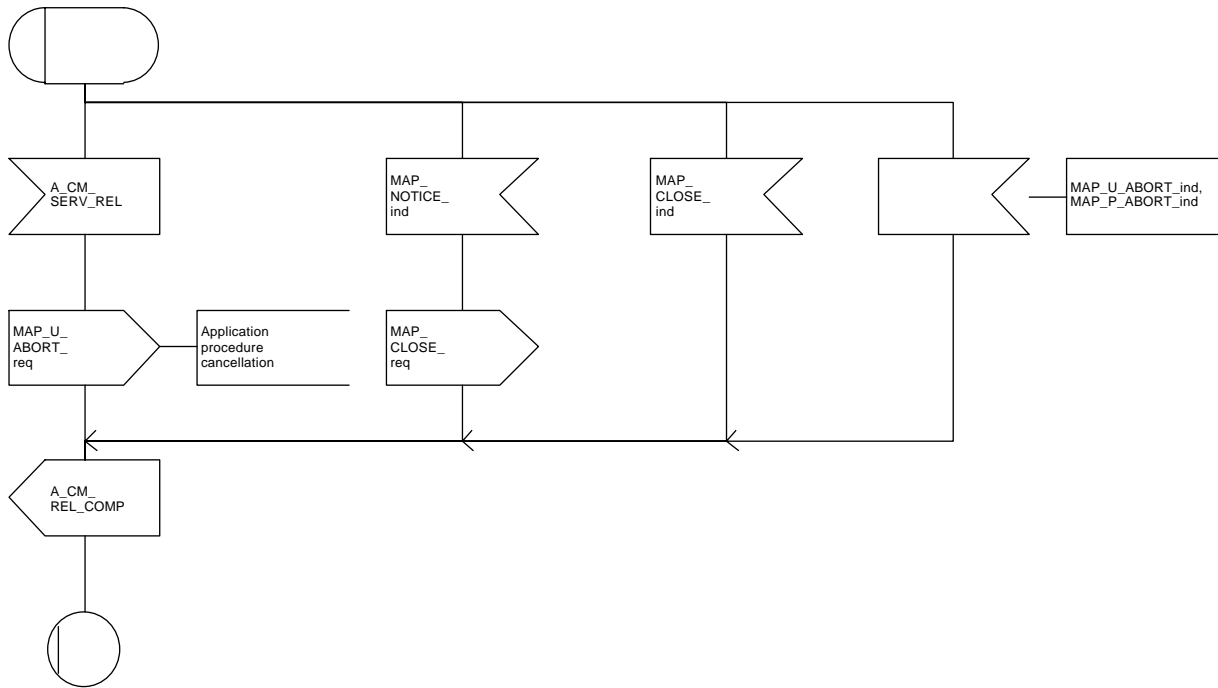 A_CM_
SERV_REL
MAP_
NOTICE_
ind
MAP_
CLOSE_
ind
MAP_U_ABORT_ind,
MAP_P_ABORT_ind
MAP_U_
ABORT_
req
Application
procedure
cancellation
MAP_
CLOSE_
req
A_CM_
REL_COMP